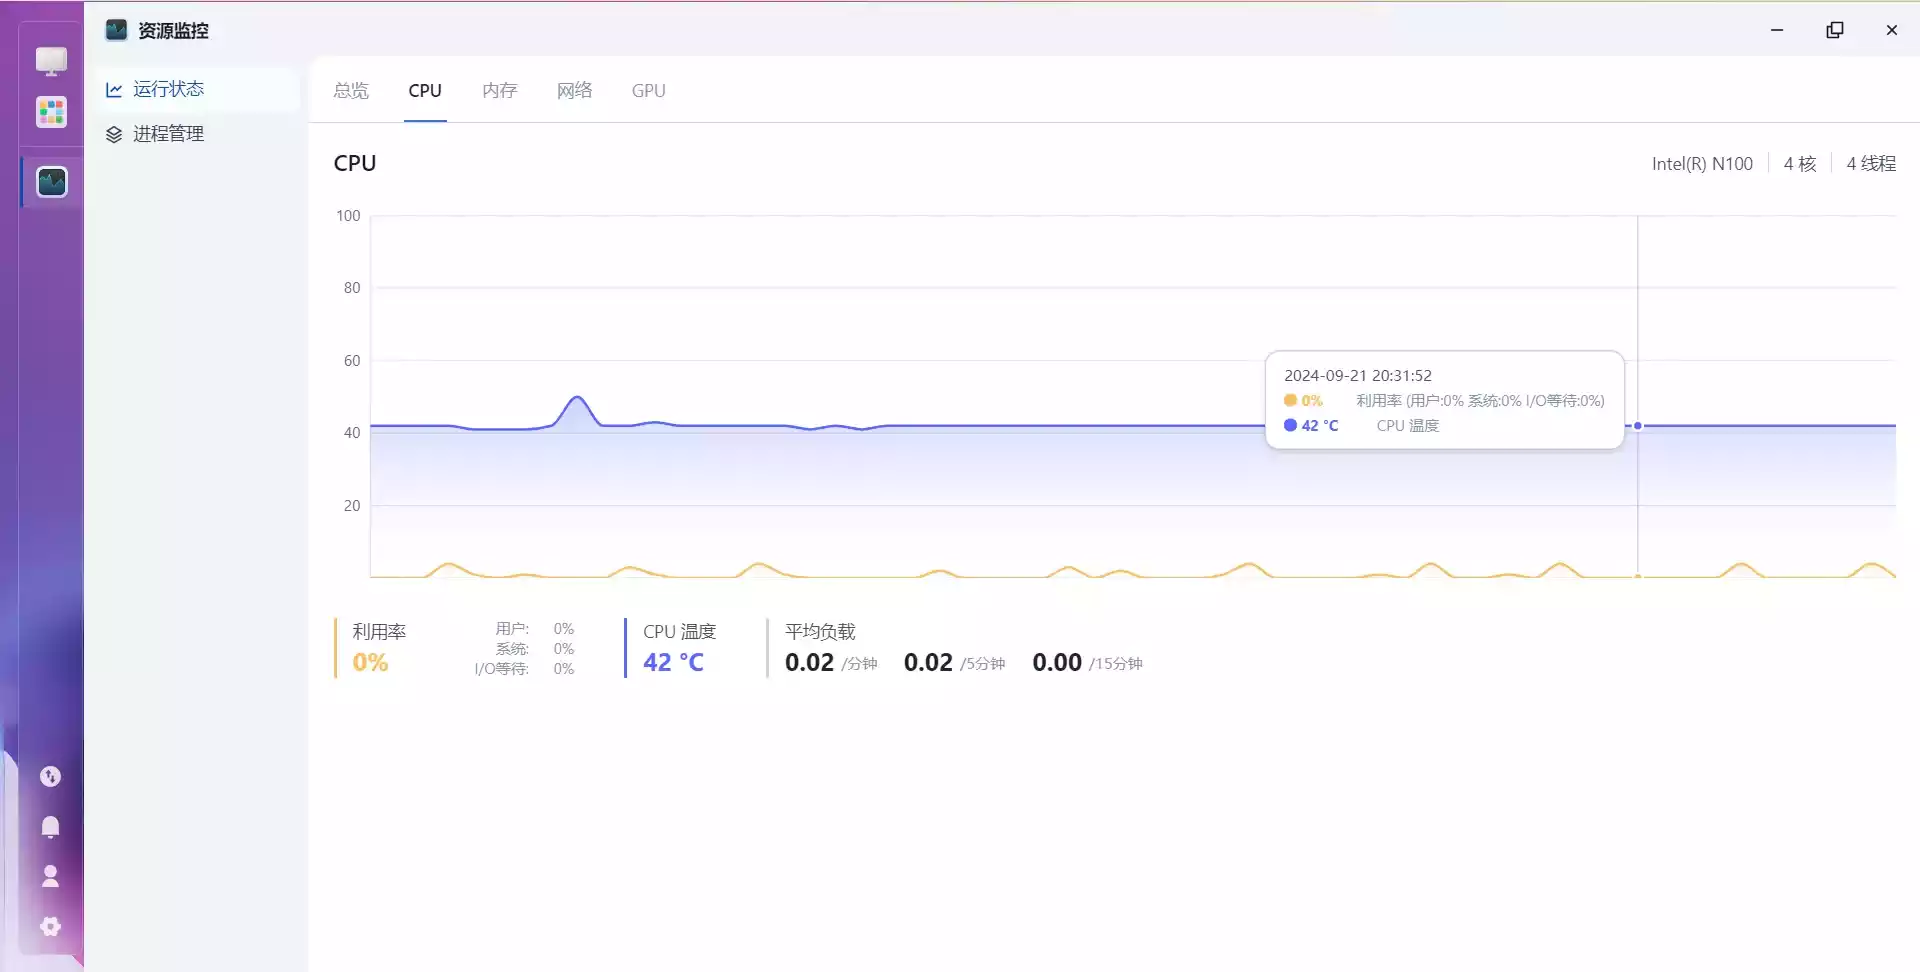 资源监控
运行状态
进程管理
总览 CPU 内存 网络 GPU
CPU
Intel(R) N100 4 核 4 线程
100
80
60
40
20
2024-09-21 20:31:52
0% 利用率 (用户:0% 系统:0% I/O等待:0%)
42 °C CPU 温度
利用率
0%
用户: 0%
系统: 0%
I/O等待: 0%
CPU 温度
42 °C
平均负载
0.02 /分钟 0.02 /5分钟 0.00 /15分钟